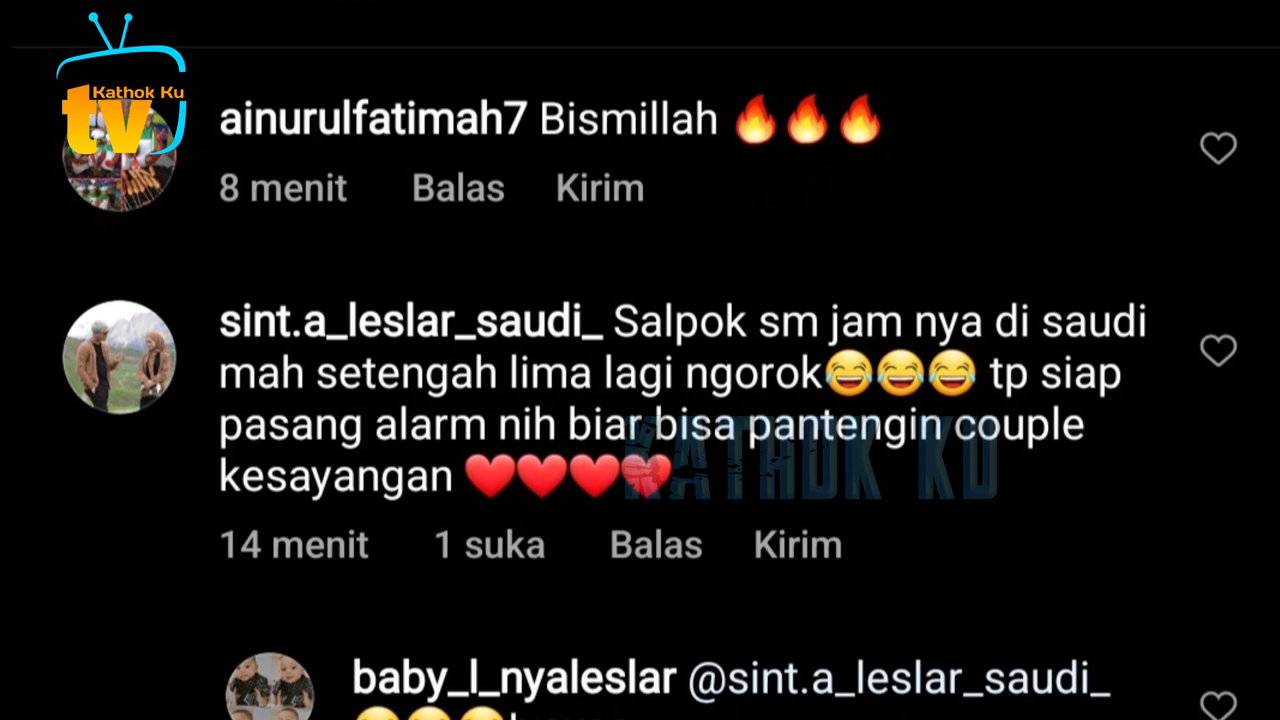 Kathok Ku
tv
ainurulfatimah7 Bismillah 🔥🔥🔥
8 menit Balas Kirim
sint.a_leslar_saudi_ Salpok sm jam nya di saudi
mah setengah lima lagi ngorok😂😂😂 tp siap
pasang alarm nih biar bisa pantengin couple
kesayangan ❤️❤️❤️❤️
KATHOK KU
14 menit 1 suka Balas Kirim
baby_l_nyaleslar @sint.a_leslar_saudi_